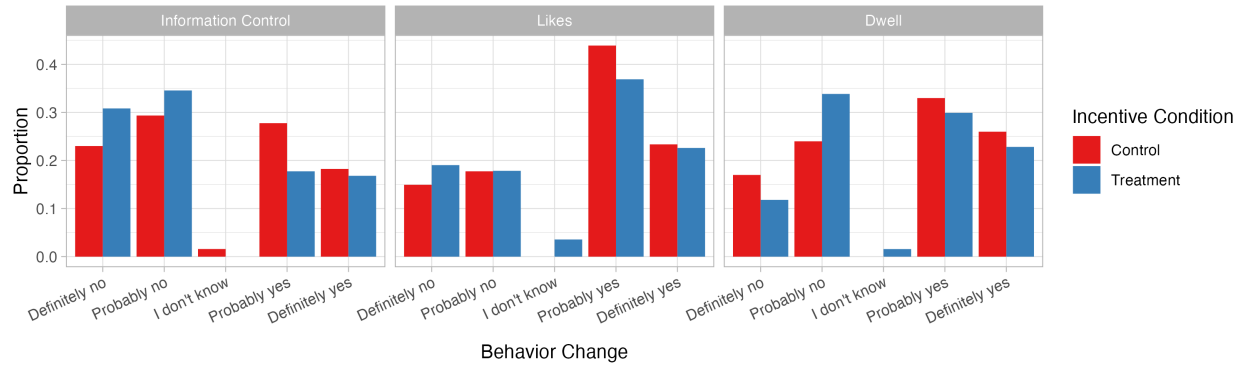 Information Control
Likes
Dwell
Proportion
0.4
0.3
0.2
0.1
0.0
Definitely no
Probably no
I don't know
Probably yes
Definitely yes
Definitely no
Probably no
I don't know
Probably yes
Definitely yes
Definitely no
Probably no
I don't know
Probably yes
Definitely yes
Behavior Change
Incentive Condition
Control
Treatment